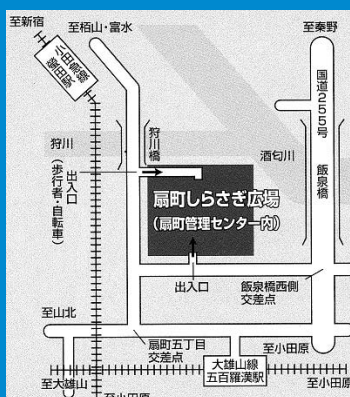 至新宿
至栢山・富水
至秦野
小田急線
螢田駅
国道255号
狩川
狩川橋
酒匂川
飯泉橋
出入口
(歩行者・自転車)
扇町しらさぎ広場
(扇町管理センター内)
出入口
飯泉橋西側
交差点
至山北
扇町五丁目
交差点
至小田原
大雄山線
五百羅漢駅
至大雄山
至小田原
至小田原